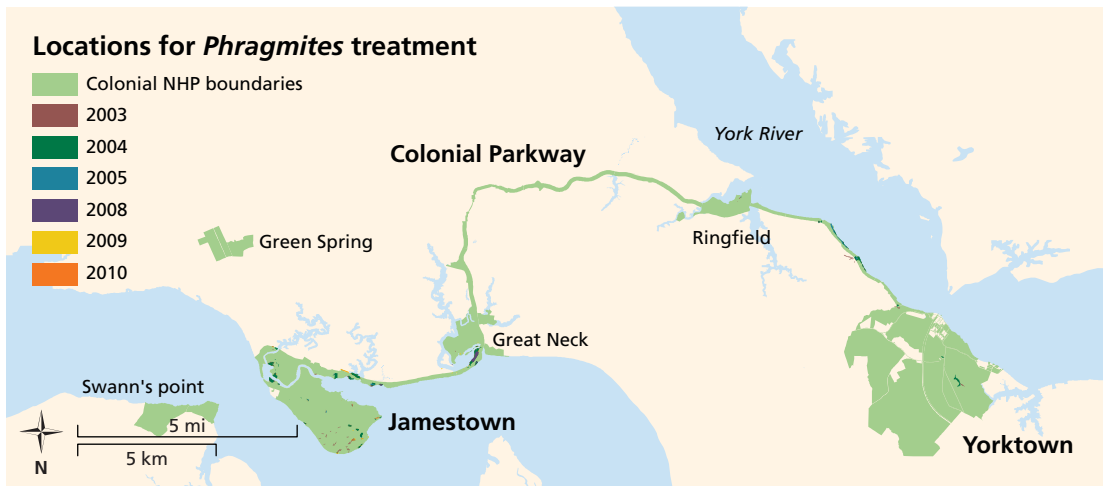 Locations for Phragmites treatment
Colonial NHP boundaries
2003
2004
2005
2008
2009
2010
York River
Colonial Parkway
Green Spring
Ringfield
Great Neck
Swann's point
Jamestown
Yorktown
5 mi
5 km
N